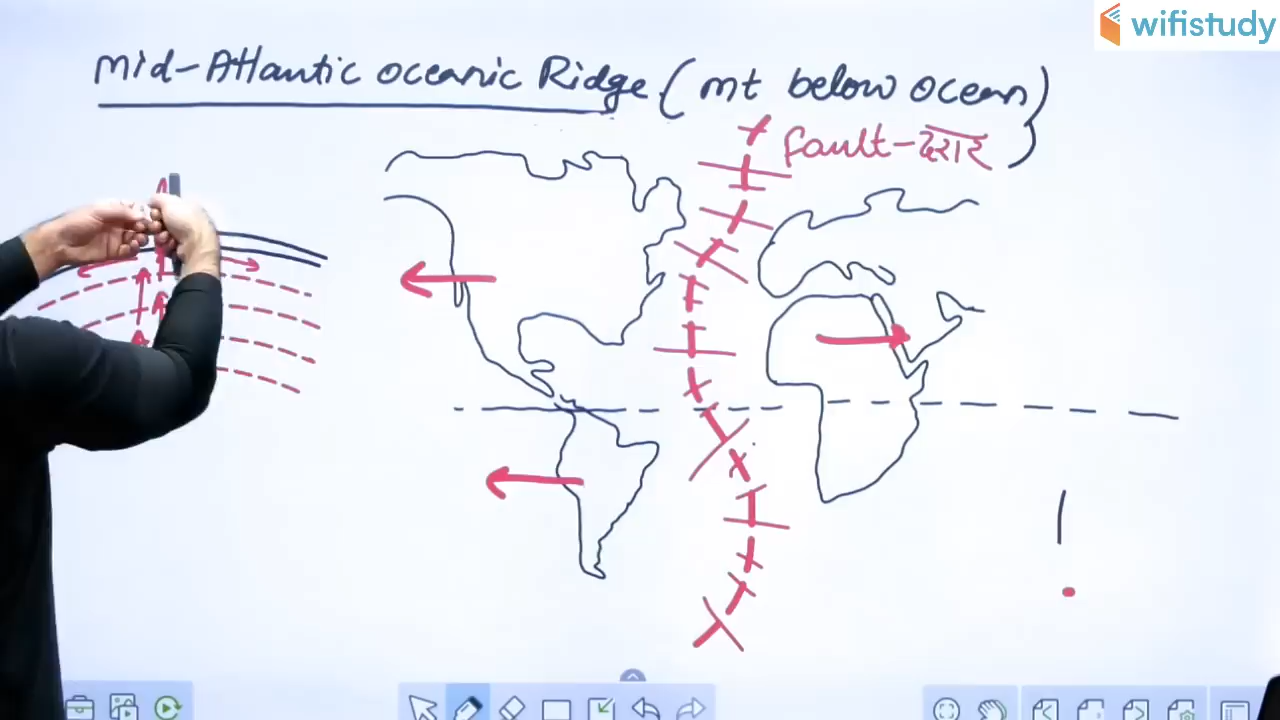 wifistudy
Mid-Atlantic Oceanic Ridge (mt below ocean)
fault-दरार